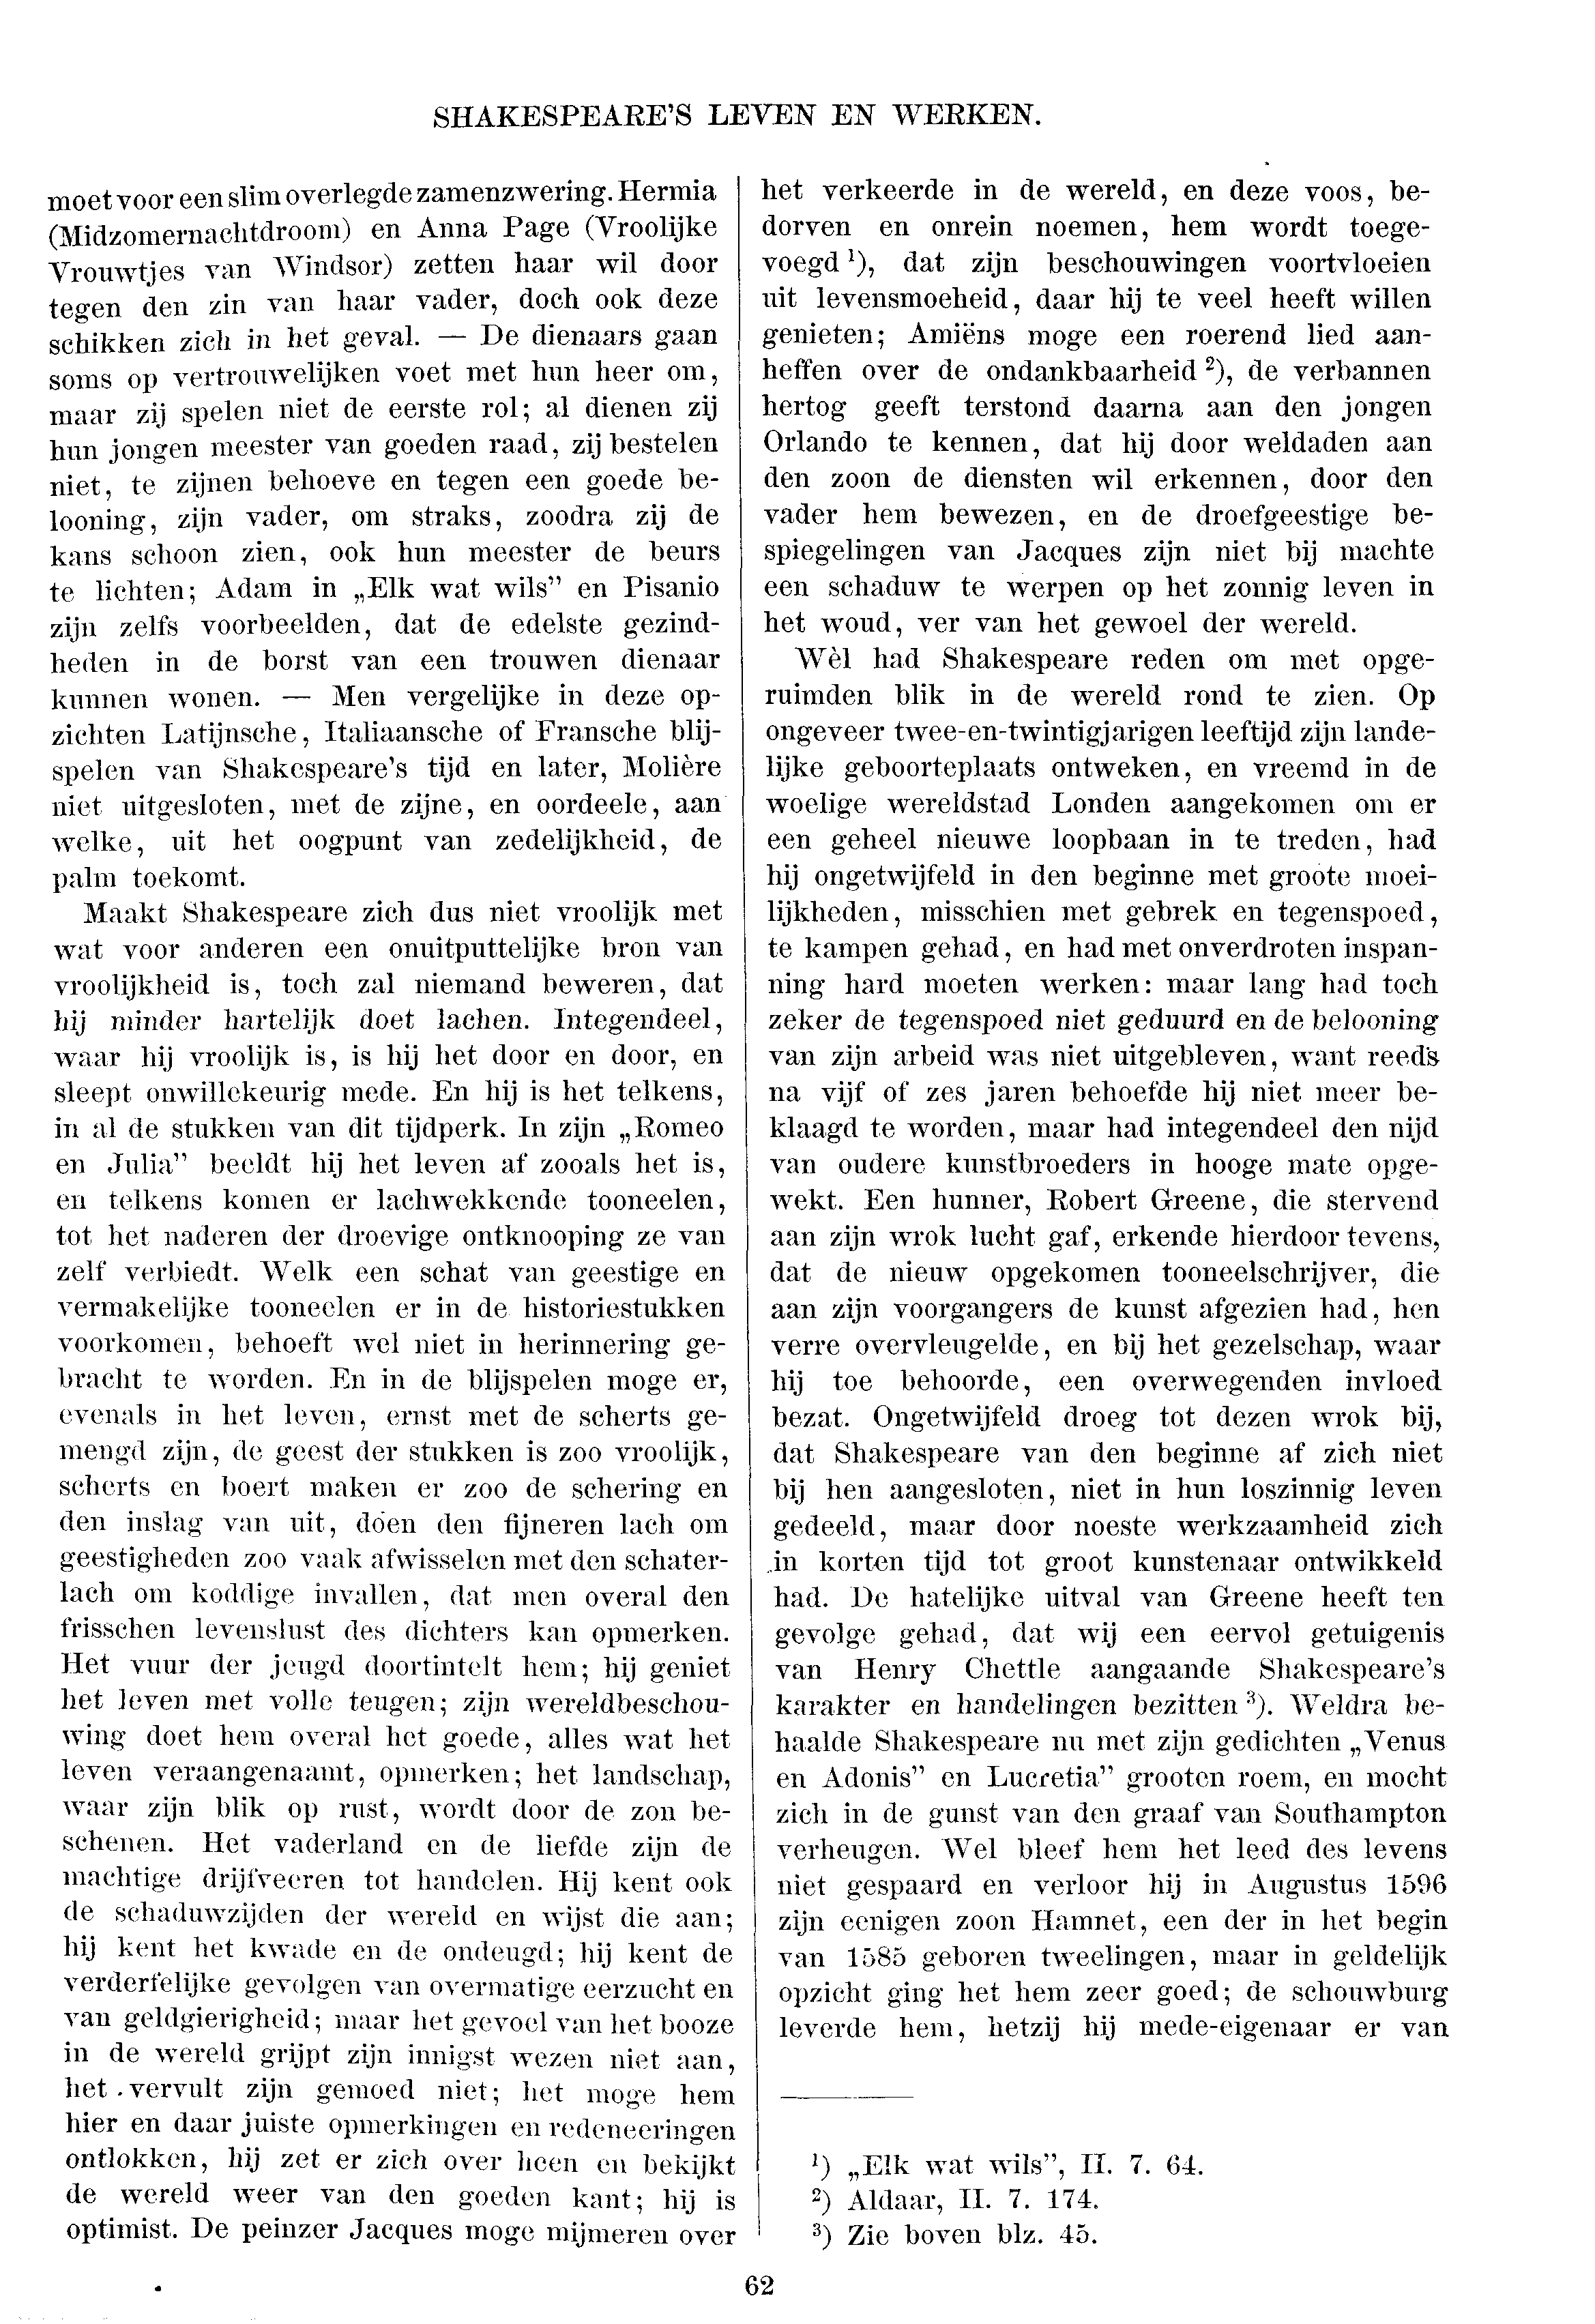 SHAKESPEARE'S LEVEN EN WERKEN.
moet voor een slim overlegde zamenzwering. Hermia
(Midzomernachtdroom) en Anna Page (Vroolijke
Vrouwtjes van Windsor) zetten haar wil door
tegen den zin van haar vader, doch ook deze
schikken zich in het geval. — De dienaars gaan
soms op vertrouwelijken voet met hun heer om,
maar zij spelen niet de eerste rol; al dienen zij
hun jongen meester van goeden raad, zij bestelen
niet, te zijnen behoeve en tegen een goede be-
looning, zijn vader, om straks, zoodra zij de
kans schoon zien, ook hun meester de beurs
te lichten; Adam in „Elk wat wils” en Pisanio
zijn zelfs voorbeelden, dat de edelste gezind-
heden in de borst van een trouwen dienaar
kunnen wonen. — Men vergelijke in deze op-
zichten Latijnsche, Italiaansche of Fransche blij-
spelen van Shakespeare's tijd en later, Molière
niet uitgesloten, met de zijne, en oordeele, aan
welke, uit het oogpunt van zedelijkheid, de
palm toekomt.
Maakt Shakespeare zich dus niet vroolijk met
wat voor anderen een onuitputtelijke bron van
vroolijkheid is, toch zal niemand beweren, dat
hij minder hartelijk doet lachen. Integendeel,
waar hij vroolijk is, is hij het door en door, en
sleept onwillekeurig mede. En hij is het telkens,
in al de stukken van dit tijdperk. In zijn „Romeo
en Julia” beeldt hij het leven af zooals het is,
en telkens komen er lachwekkende tooneelen,
tot het naderen der droevige ontknooping ze van
zelf verbiedt. Welk een schat van geestige en
vermakelijke tooneelen er in de historiestukken
voorkomen, behoeft wel niet in herinnering ge-
bracht te worden. En in de blijspelen moge er,
evenals in het leven, ernst met de scherts ge-
mengd zijn, de geest der stukken is zoo vroolijk,
scherts en boert maken er zoo de schering en
den inslag van uit, doen den fijneren lach om
geestigheden zoo vaak afwisselen met den schater-
lach om koddige invallen, dat men overal den
frisschen levenslust des dichters kan opmerken.
Het vuur der jeugd doortintelt hem; hij geniet
het leven met volle teugen; zijn wereldbeschou-
wing doet hem overal het goede, alles wat het
leven veraangenaamt, opmerken; het landschap,
waar zijn blik op rust, wordt door de zon be-
schenen. Het vaderland en de liefde zijn de
machtige drijfveeren tot handelen. Hij kent ook
de schaduwzijden der wereld en wijst die aan;
hij kent het kwade en de ondeugd; hij kent de
verderfelijke gevolgen van overmatige eerzucht en
van geldgierigheid; maar het gevoel van het booze
in de wereld grijpt zijn innigst wezen niet aan,
het vervult zijn gemoed niet; het moge hem
hier en daar juiste opmerkingen en redeneeringen
ontlokken, hij zet er zich over heen en bekijkt
de wereld weer van den goeden kant; hij is
optimist. De peinzer Jacques moge mijmeren over
het verkeerde in de wereld, en deze voos, be-
dorven en onrein noemen, hem wordt toege-
voegd ¹), dat zijn beschouwingen voortvloeien
uit levensmoeheid, daar hij te veel heeft willen
genieten; Amiëns moge een roerend lied aan-
heffen over de ondankbaarheid ²), de verbannen
hertog geeft terstond daarna aan den jongen
Orlando te kennen, dat hij door weldaden aan
den zoon de diensten wil erkennen, door den
vader hem bewezen, en de droefgeestige be-
spiegelingen van Jacques zijn niet bij machte
een schaduw te werpen op het zonnig leven in
het woud, ver van het gewoel der wereld.
Wèl had Shakespeare reden om met opge-
ruimden blik in de wereld rond te zien. Op
ongeveer twee-en-twintigjarigen leeftijd zijn lande-
lijke geboorteplaats ontweken, en vreemd in de
woelige wereldstad Londen aangekomen om er
een geheel nieuwe loopbaan in te treden, had
hij ongetwijfeld in den beginne met groote moei-
lijkheden, misschien met gebrek en tegenspoed,
te kampen gehad, en had met onverdroten inspan-
ning hard moeten werken: maar lang had toch
zeker de tegenspoed niet geduurd en de belooning
van zijn arbeid was niet uitgebleven, want reeds
na vijf of zes jaren behoefde hij niet meer be-
klaagd te worden, maar had integendeel den nijd
van oudere kunstbroeders in hooge mate opge-
wekt. Een hunner, Robert Greene, die stervend
aan zijn wrok lucht gaf, erkende hierdoor tevens,
dat de nieuw opgekomen tooneelschrijver, die
aan zijn voorgangers de kunst afgezien had, hen
verre overvleugelde, en bij het gezelschap, waar
hij toe behoorde, een overwegenden invloed
bezat. Ongetwijfeld droeg tot dezen wrok bij,
dat Shakespeare van den beginne af zich niet
bij hen aangesloten, niet in hun loszinnig leven
gedeeld, maar door noeste werkzaamheid zich
in korten tijd tot groot kunstenaar ontwikkeld
had. De hatelijke uitval van Greene heeft ten
gevolge gehad, dat wij een eervol getuigenis
van Henry Chettle aangaande Shakespeare's
karakter en handelingen bezitten ³). Weldra be-
haalde Shakespeare nu met zijn gedichten „Venus
en Adonis” en Lucretia” grooten roem, en mocht
zich in de gunst van den graaf van Southampton
verheugen. Wel bleef hem het leed des levens
niet gespaard en verloor hij in Augustus 1596
zijn eenigen zoon Hamnet, een der in het begin
van 1585 geboren tweelingen, maar in geldelijk
opzicht ging het hem zeer goed; de schouwburg
leverde hem, hetzij hij mede-eigenaar er van
¹) „Elk wat wils”, II. 7. 64.
²) Aldaar, II. 7. 174.
³) Zie boven blz. 45.
62